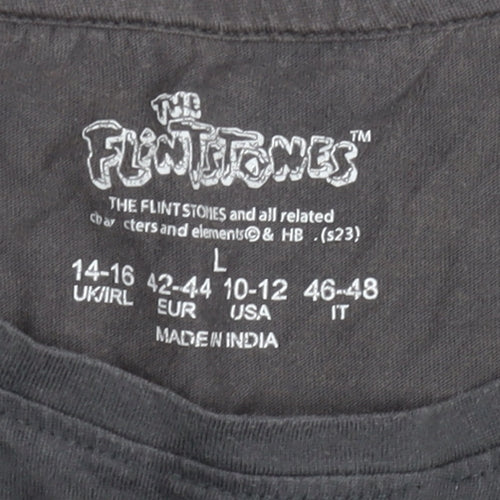 THE
FLINTSTONES™
THE FLINTSTONES and all related
characters and elements © & HB . (s23)
L
14-16 42-44 10-12 46-48
UK/IRL EUR USA IT
MADE IN INDIA